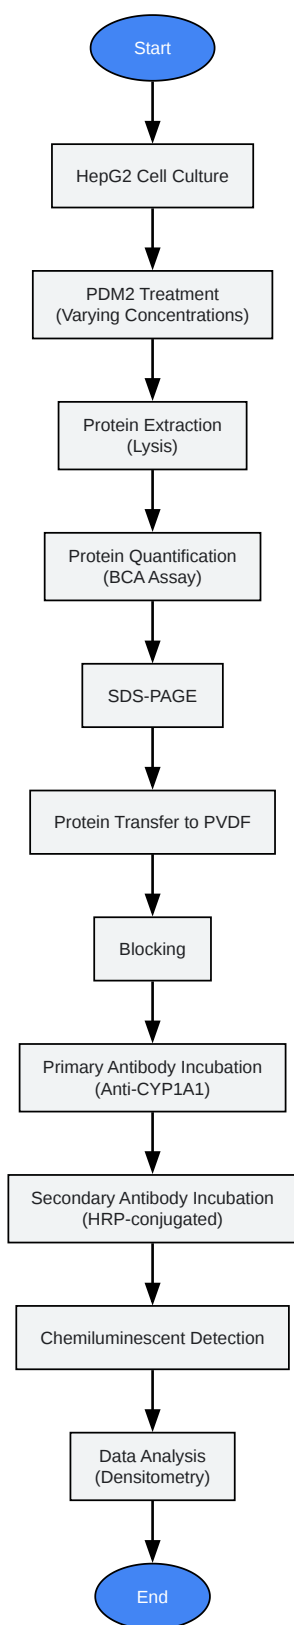 Start
HepG2 Cell Culture
PDM2 Treatment
(Varying Concentrations)
Protein Extraction
(Lysis)
Protein Quantification
(BCA Assay)
SDS-PAGE
Protein Transfer to PVDF
Blocking
Primary Antibody Incubation
(Anti-CYP1A1)
Secondary Antibody Incubation
(HRP-conjugated)
Chemiluminescent Detection
Data Analysis
(Densitometry)
End